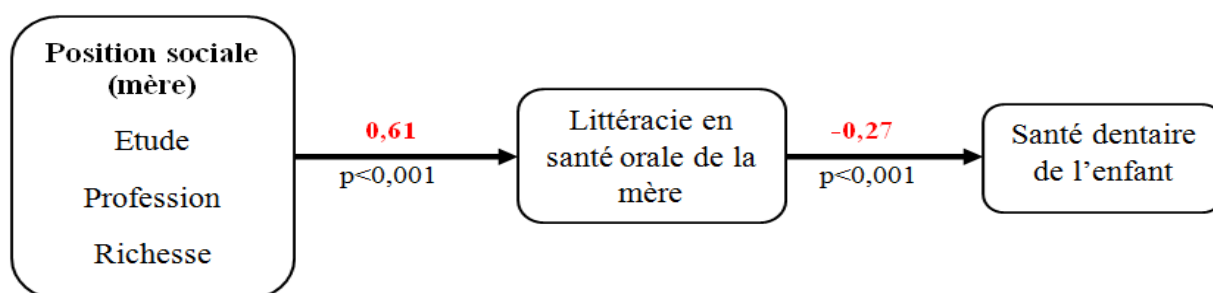 Position sociale
(mère)
Etude
Profession
Richesse
0,61
p<0,001
Littéracie en
santé orale de la
mère
-0,27
p<0,001
Santé dentaire
de l’enfant